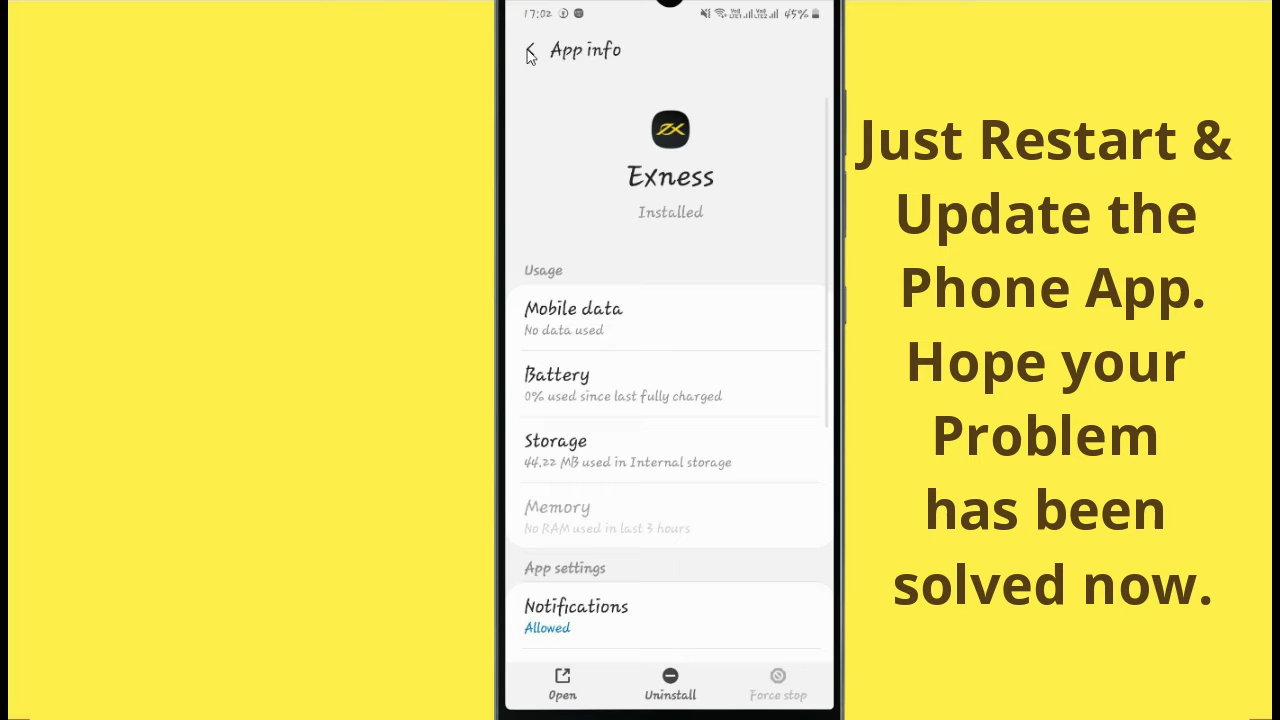 17:02 45%
App info
Exness
Installed
Usage
Mobile data
No data used
Battery
0% used since last fully charged
Storage
44.22 MB used in Internal storage
Memory
No RAM used in last 3 hours
App settings
Notifications
Allowed
Open Uninstall Force stop
Just Restart &
Update the
Phone App.
Hope your
Problem
has been
solved now.